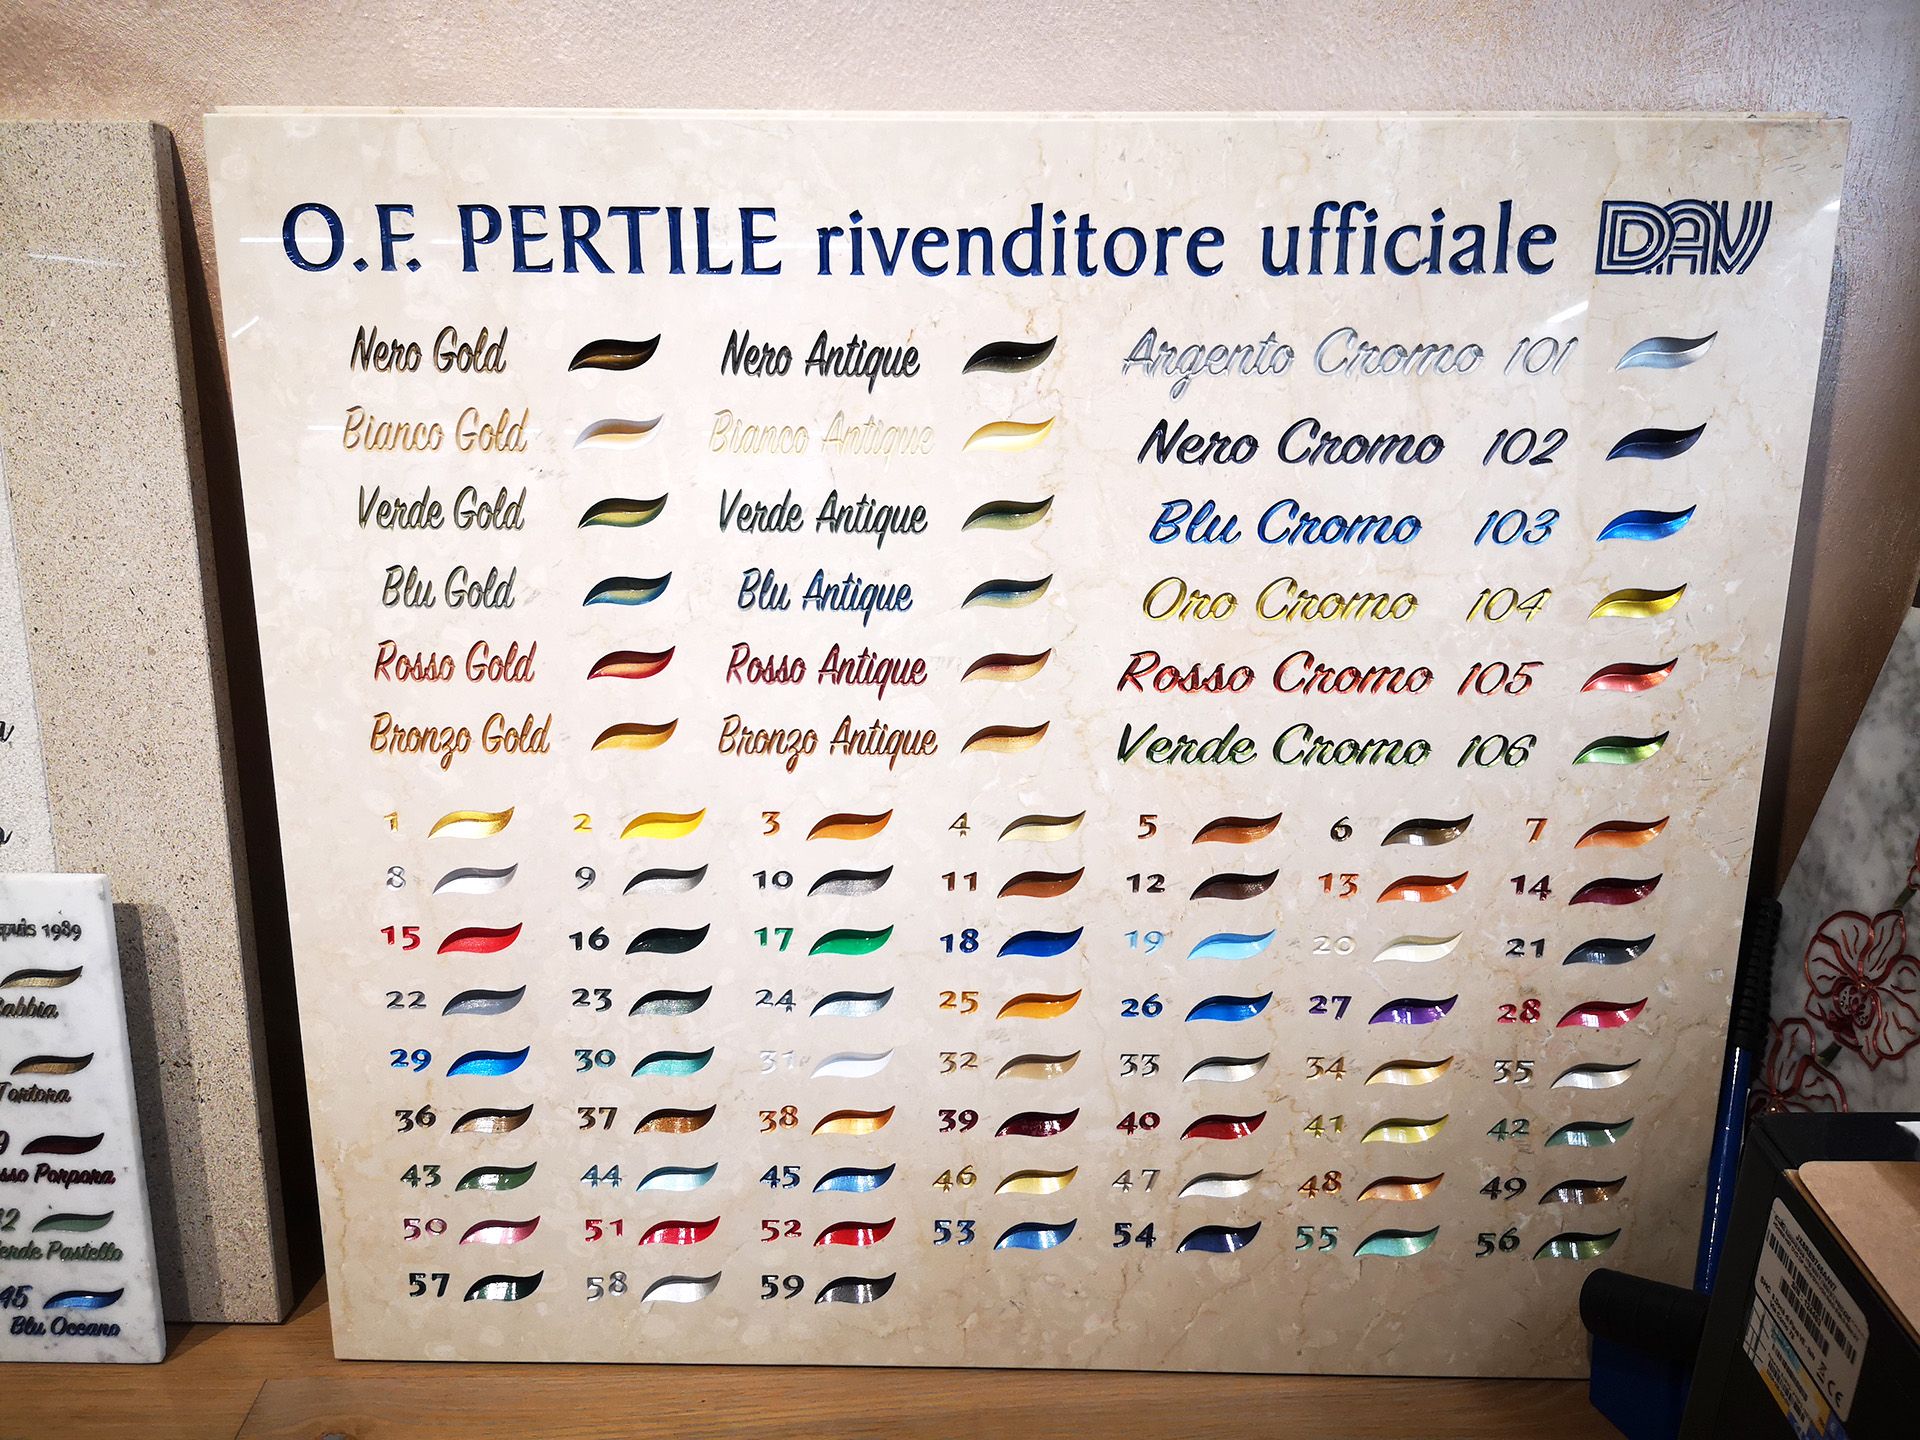 O.F. PERTILE rivenditore ufficiale DAV
Nero Gold Nero Antique Argento Cromo 101
Bianco Gold Bianco Antique Nero Cromo 102
Verde Gold Verde Antique Blu Cromo 103
Blu Gold Blu Antique Oro Cromo 104
Rosso Gold Rosso Antique Rosso Cromo 105
Bronzo Gold Bronzo Antique Verde Cromo 106
1 2 3 4 5 6 7
8 9 10 11 12 13 14
15 16 17 18 19 20 21
22 23 24 25 26 27 28
29 30 31 32 33 34 35
36 37 38 39 40 41 42
43 44 45 46 47 48 49
50 51 52 53 54 55 56
57 58 59
1989
Tortora
Porpora
Pastello
45
Blu Oceano